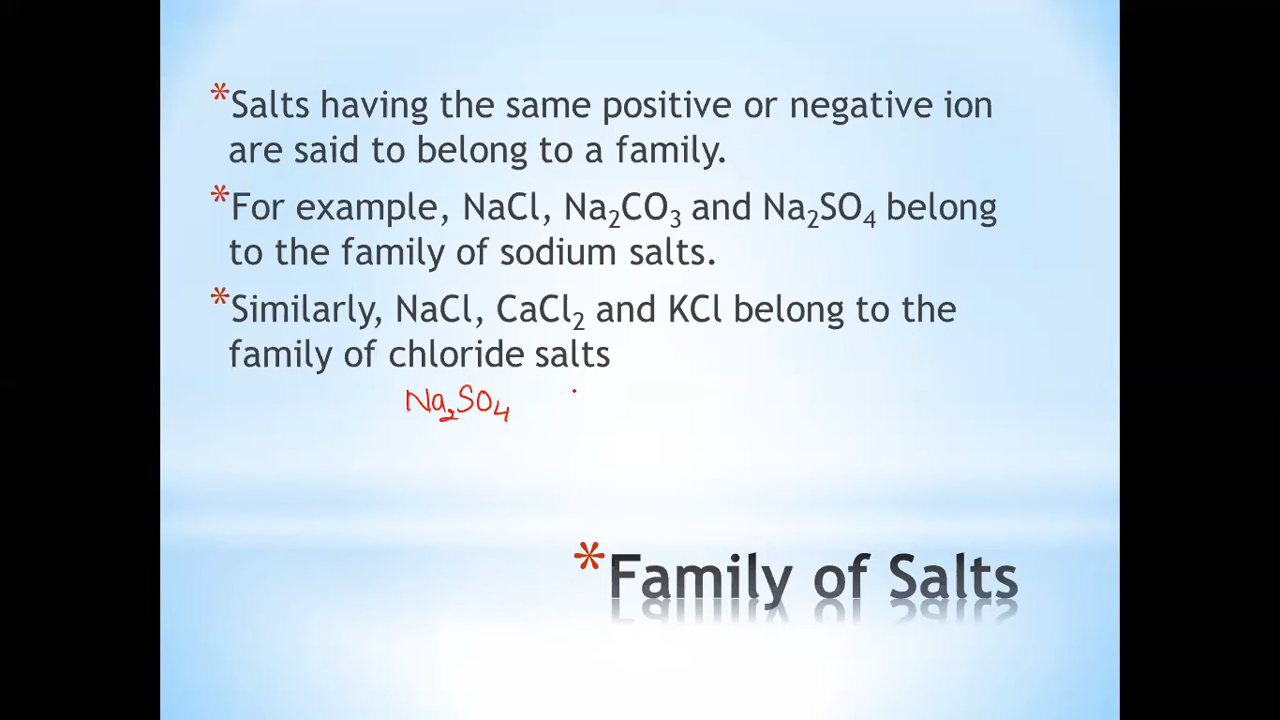 *Salts having the same positive or negative ion
are said to belong to a family.
*For example, NaCl, Na₂CO₃ and Na₂SO₄ belong
to the family of sodium salts.
*Similarly, NaCl, CaCl₂ and KCl belong to the
family of chloride salts
Na₂SO₄
*Family of Salts